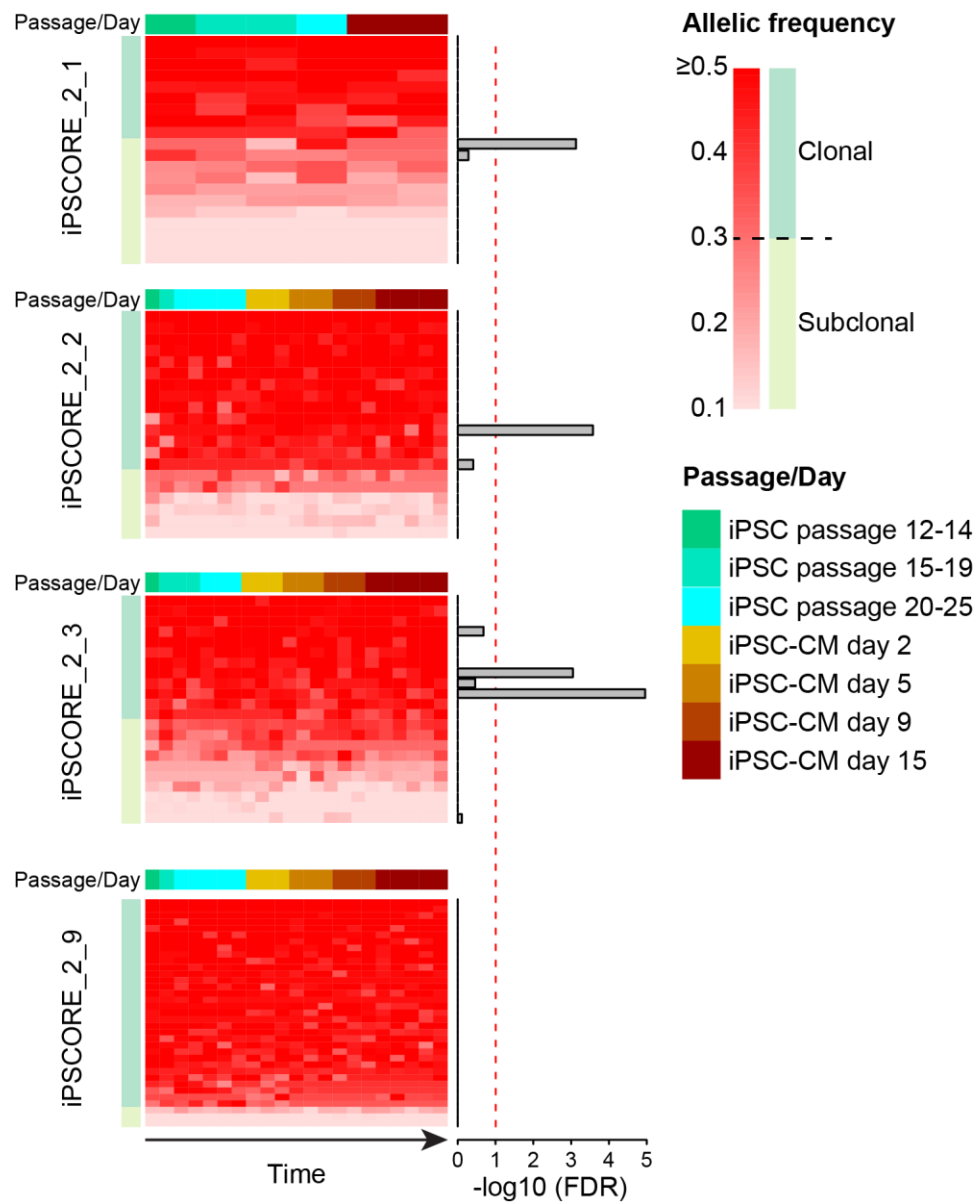 Passage/Day
iPSCORE_2_1
Passage/Day
iPSCORE_2_2
Passage/Day
iPSCORE_2_3
Passage/Day
iPSCORE_2_9
Time
0 1 2 3 4 5
-log10 (FDR)
Allelic frequency
≥0.5
0.4
0.3
0.2
0.1
Clonal
Subclonal
Passage/Day
iPSC passage 12-14
iPSC passage 15-19
iPSC passage 20-25
iPSC-CM day 2
iPSC-CM day 5
iPSC-CM day 9
iPSC-CM day 15